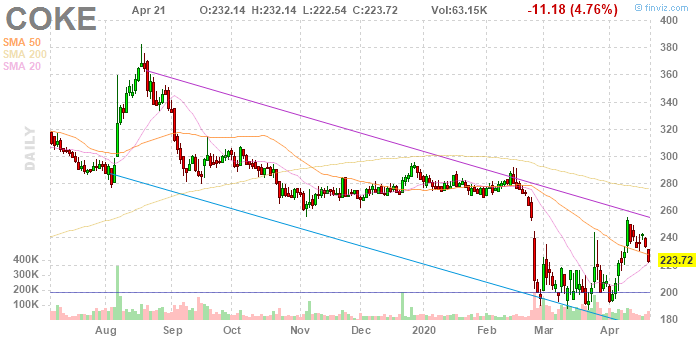 COKE Apr 21 O:232.14 H:232.14 L:222.54 C:223.72 Vol:63.15K -11.18 (4.76%) © finviz.com
SMA 50
SMA 200
SMA 20
DAILY
400
380
360
340
320
300
280
260
240
223.72
220
200
180
400K
300K
200K
100K
Aug Sep Oct Nov Dec 2020 Feb Mar Apr